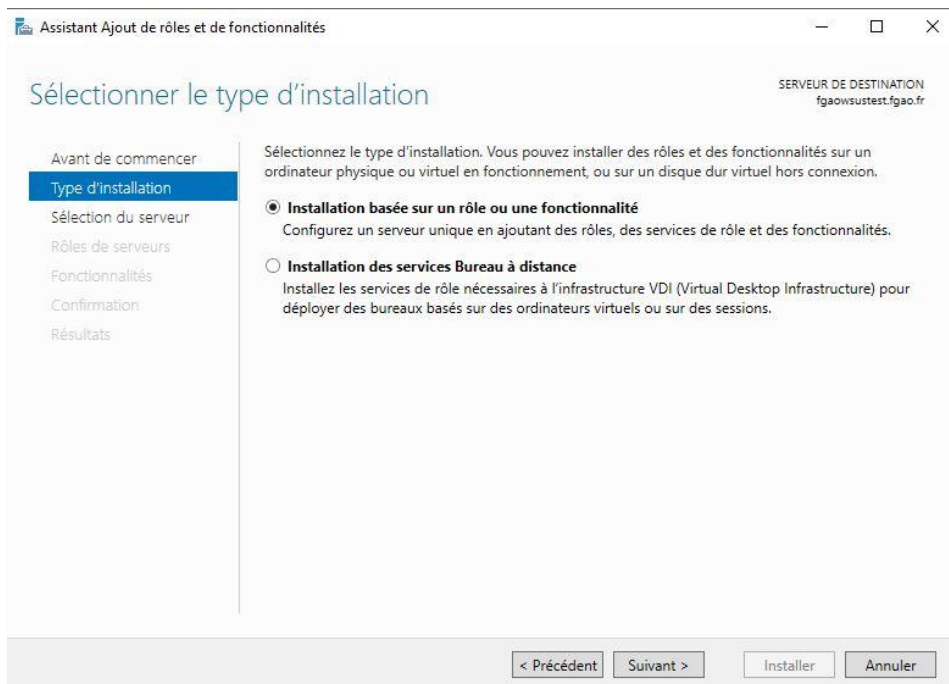 Assistant Ajout de rôles et de fonctionnalités
Sélectionner le type d'installation
SERVEUR DE DESTINATION
fgaowsustest.fgao.fr
Avant de commencer
Type d'installation
Sélection du serveur
Rôles de serveurs
Fonctionnalités
Confirmation
Résultats
Sélectionnez le type d'installation. Vous pouvez installer des rôles et des fonctionnalités sur un
ordinateur physique ou virtuel en fonctionnement, ou sur un disque dur virtuel hors connexion.
Installation basée sur un rôle ou une fonctionnalité
Configurez un serveur unique en ajoutant des rôles, des services de rôle et des fonctionnalités.
Installation des services Bureau à distance
Installez les services de rôle nécessaires à l'infrastructure VDI (Virtual Desktop Infrastructure) pour
déployer des bureaux basés sur des ordinateurs virtuels ou sur des sessions.
< Précédent Suivant > Installer Annuler